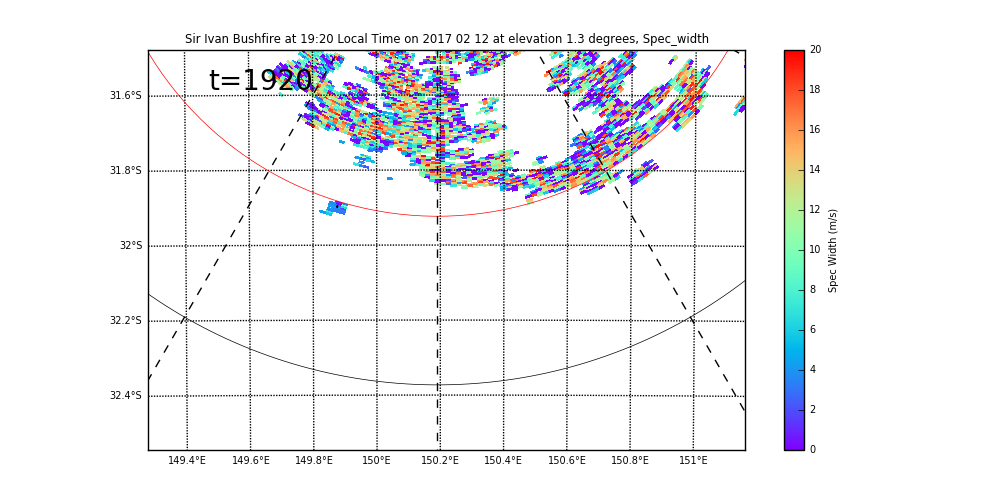 Sir Ivan Bushfire at 19:20 Local Time on 2017 02 12 at elevation 1.3 degrees, Spec_width
t=1920
31.6°S
31.8°S
32°S
32.2°S
32.4°S
149.4°E 149.6°E 149.8°E 150°E 150.2°E 150.4°E 150.6°E 150.8°E 151°E
20
18
16
14
12
10
8
6
4
2
0
Spec Width (m/s)